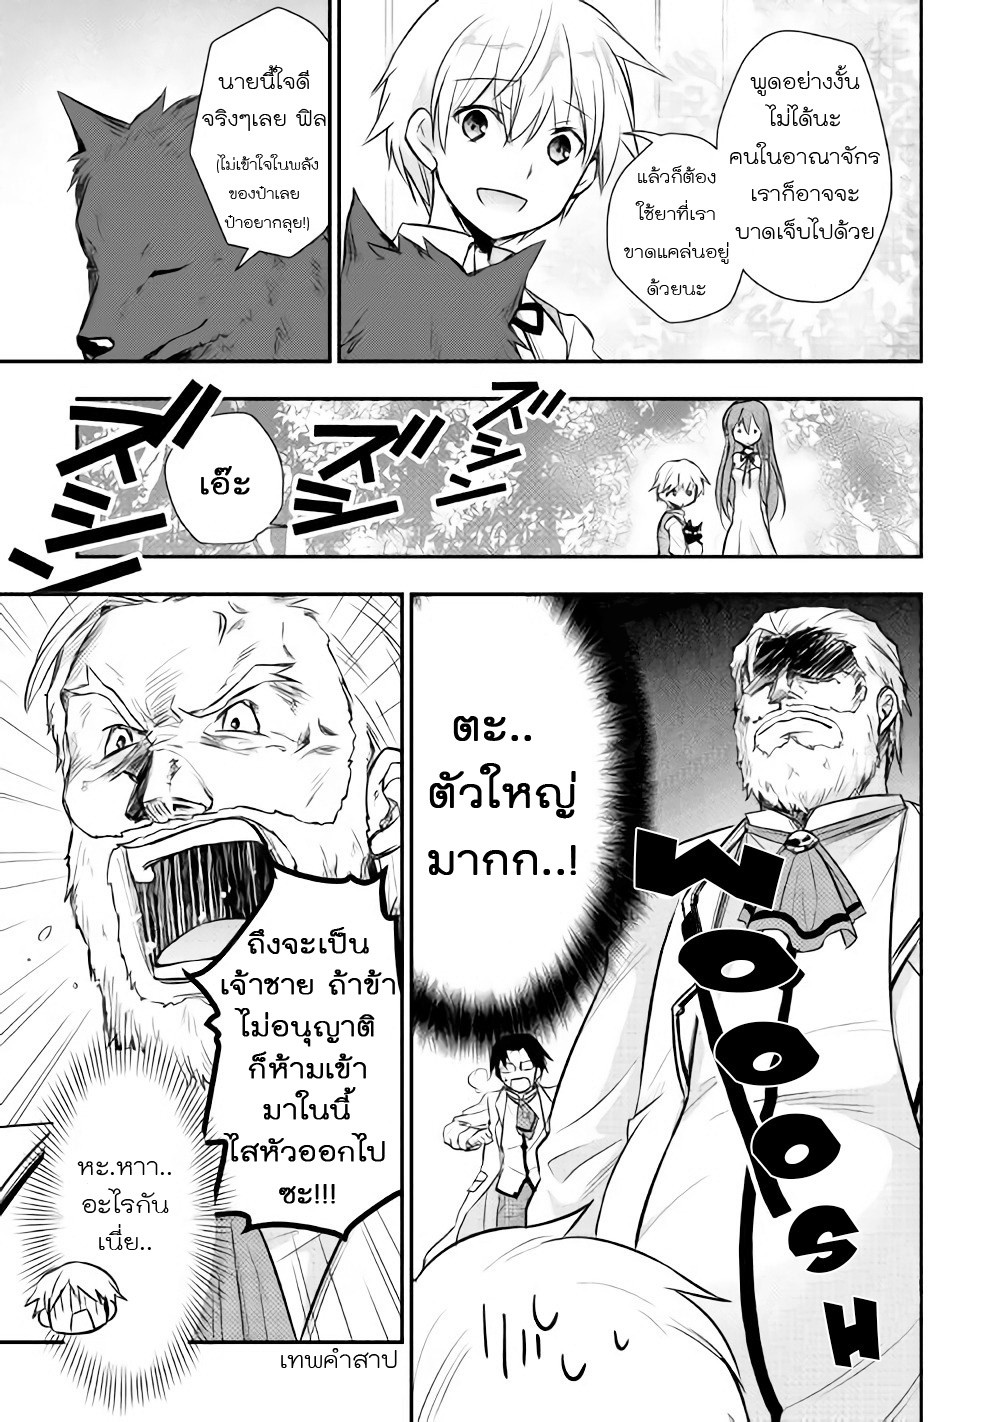 พูดอย่างงั้น
ไม่ได้นะ
คนในอาณาจักร
เราก็อาจจะ
บาดเจ็บไปด้วย
แล้วก็ต้อง
ใช้ยาที่เรา
ขาดแคล่นอยู่
ด้วยนะ
นายนี้ใจดี
จริงๆเลย ฟิล
(ไม่เข้าใจในพลัง
ของป๋าเลย
ป๋าอยากลุย!)
ズン
ズシン
ズシン
เอ๊ะ
ตะ..
ตัวใหญ่
มากก..!
WOOOSH
ถึงจะเป็น
เจ้าชาย ถ้าข้า
ไม่อนุญาติ
ก็ห้ามเข้า
มาในนี้
ไสหัวออกไป
ซะ!!!
หะ.หาา..
อะไรกัน
เนี่ย..
เทพคำสาป